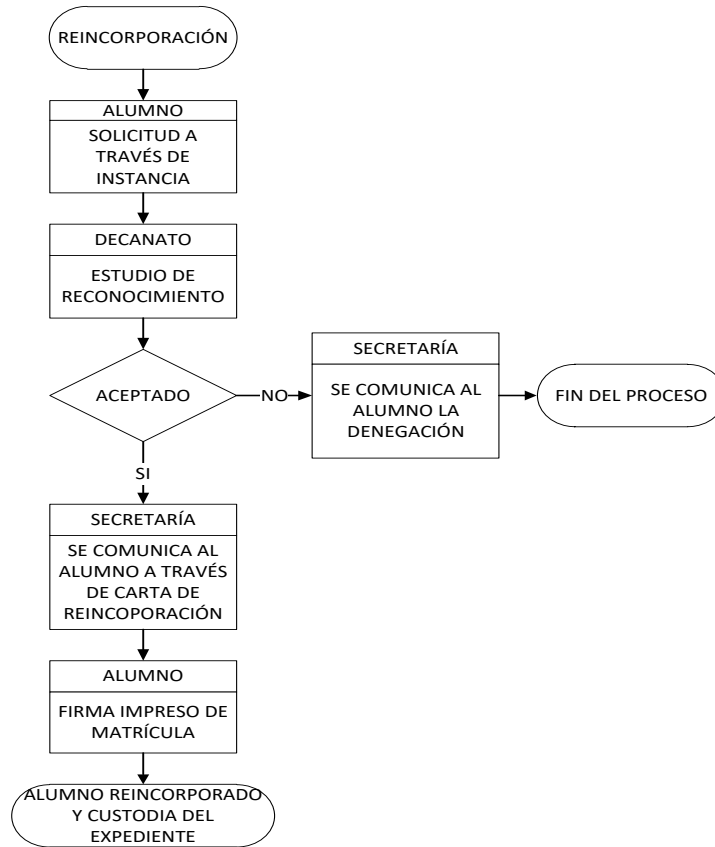 REINCORPORACIÓN
ALUMNO
SOLICITUD A
TRAVÉS DE
INSTANCIA
DECANATO
ESTUDIO DE
RECONOCIMIENTO
ACEPTADO
NO
SECRETARÍA
SE COMUNICA AL
ALUMNO LA
DENEGACIÓN
FIN DEL PROCESO
SI
SECRETARÍA
SE COMUNICA AL
ALUMNO A TRAVÉS
DE CARTA DE
REINCOPORACIÓN
ALUMNO
FIRMA IMPRESO DE
MATRÍCULA
ALUMNO REINCORPORADO
Y CUSTODIA DEL
EXPEDIENTE